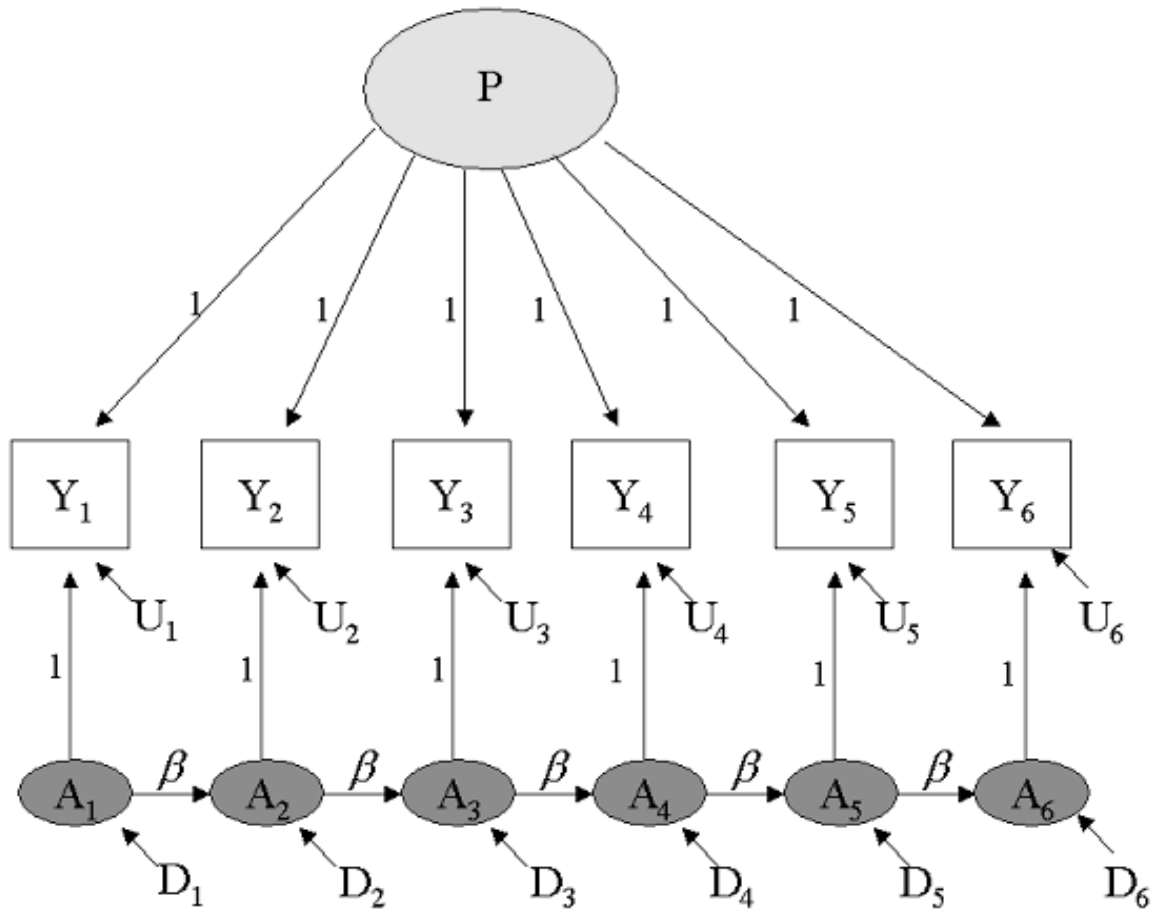 P
1 1 1 1 1 1
Y₁ Y₂ Y₃ Y₄ Y₅ Y₆
U₁ U₂ U₃ U₄ U₅ U₆
1 1 1 1 1 1
β β β β β
A₁ A₂ A₃ A₄ A₅ A₆
D₁ D₂ D₃ D₄ D₅ D₆